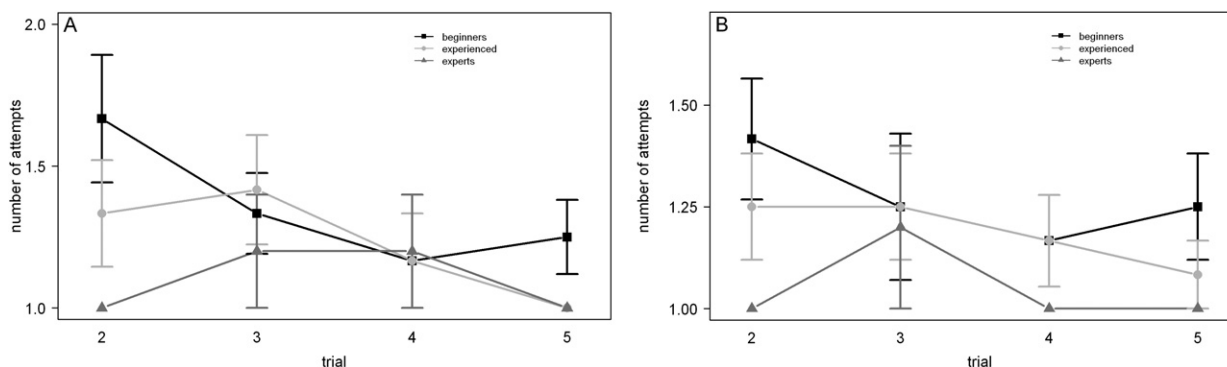 A
beginners
experienced
experts
2.0
1.5
1.0
number of attempts
2 3 4 5
trial
B
beginners
experienced
experts
1.50
1.25
1.00
number of attempts
2 3 4 5
trial